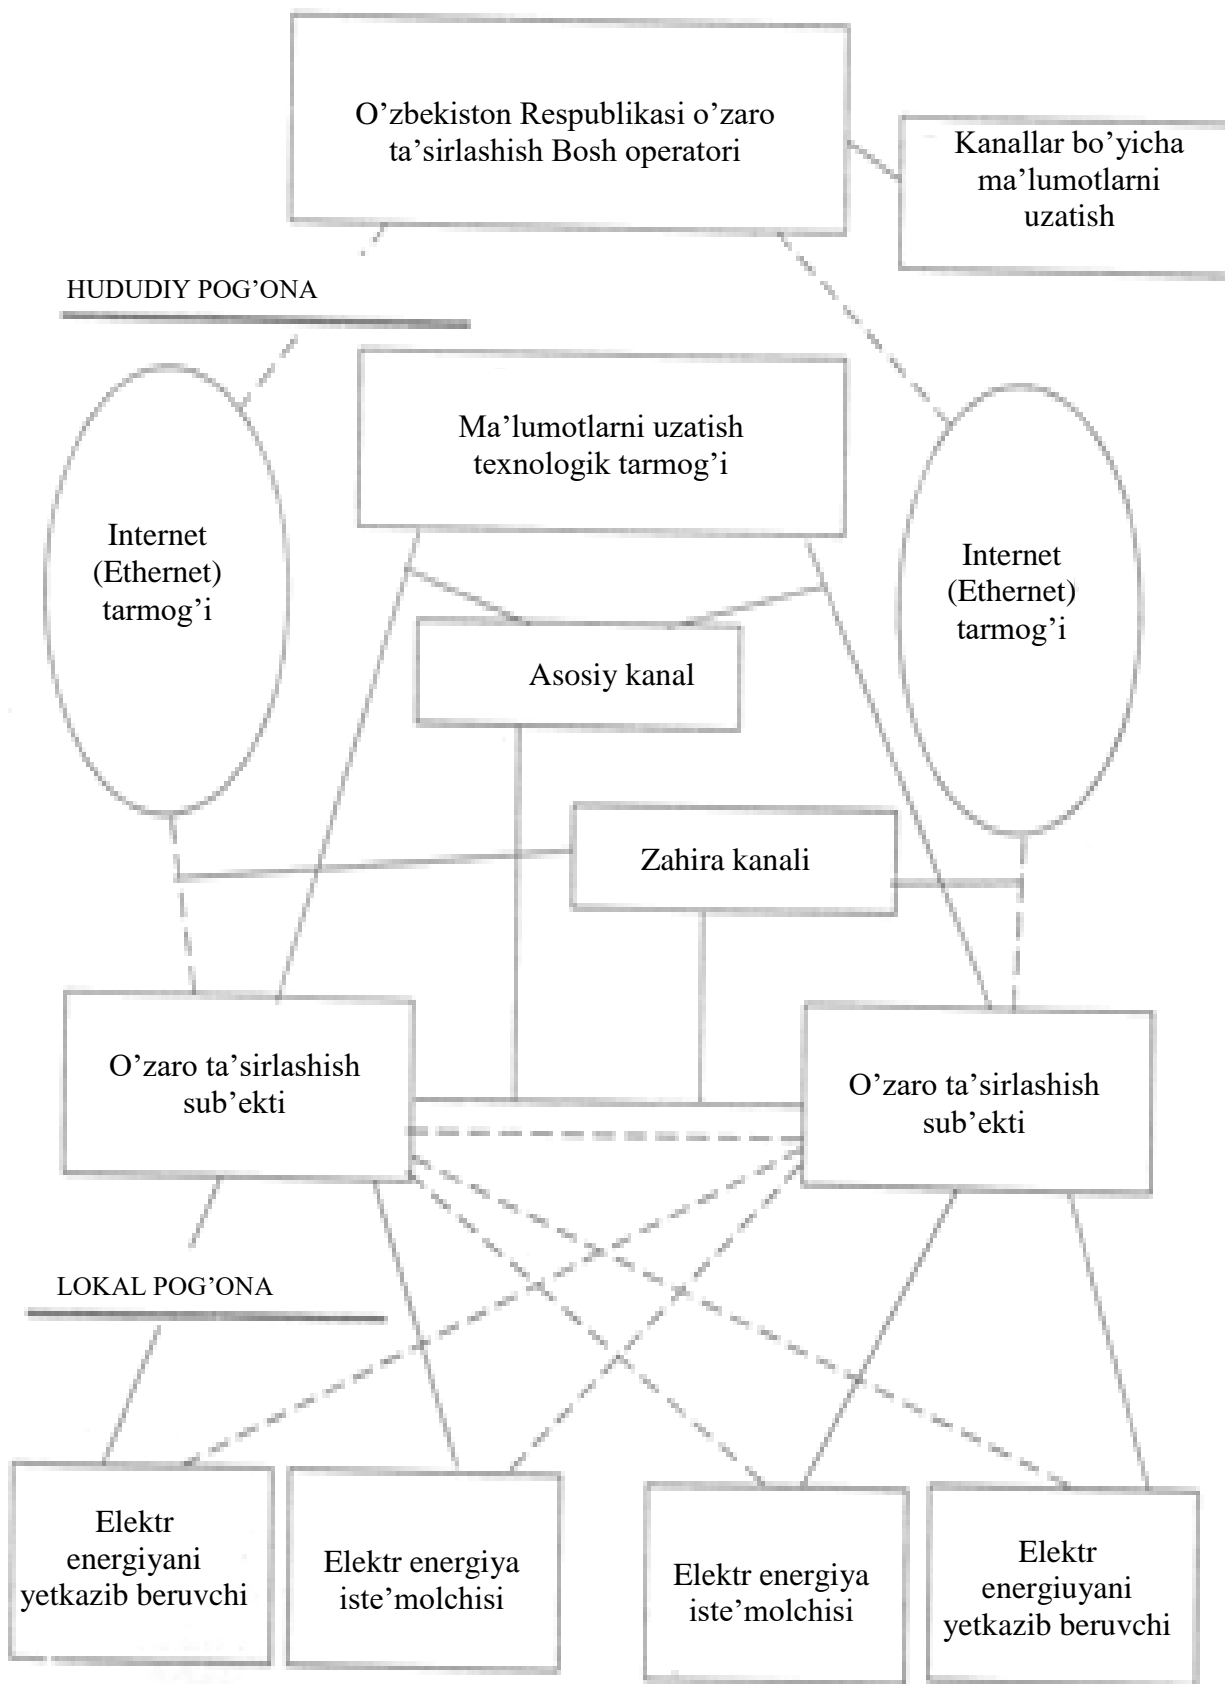 O’zbekiston Respublikasi o’zaro
ta’sirlashish Bosh operatori
Kanallar bo’yicha
ma’lumotlarni
uzatish
HUDUDIY POG’ONA
Ma’lumotlarni uzatish
texnologik tarmog’i
Internet
(Ethernet)
tarmog’i
Internet
(Ethernet)
tarmog’i
Asosiy kanal
Zahira kanali
O’zaro ta’sirlashish
sub’ekti
O’zaro ta’sirlashish
sub’ekti
LOKAL POG’ONA
Elektr
energiyani
yetkazib beruvchi
Elektr energiya
iste’molchisi
Elektr energiya
iste’molchisi
Elektr
energiuyani
yetkazib beruvchi